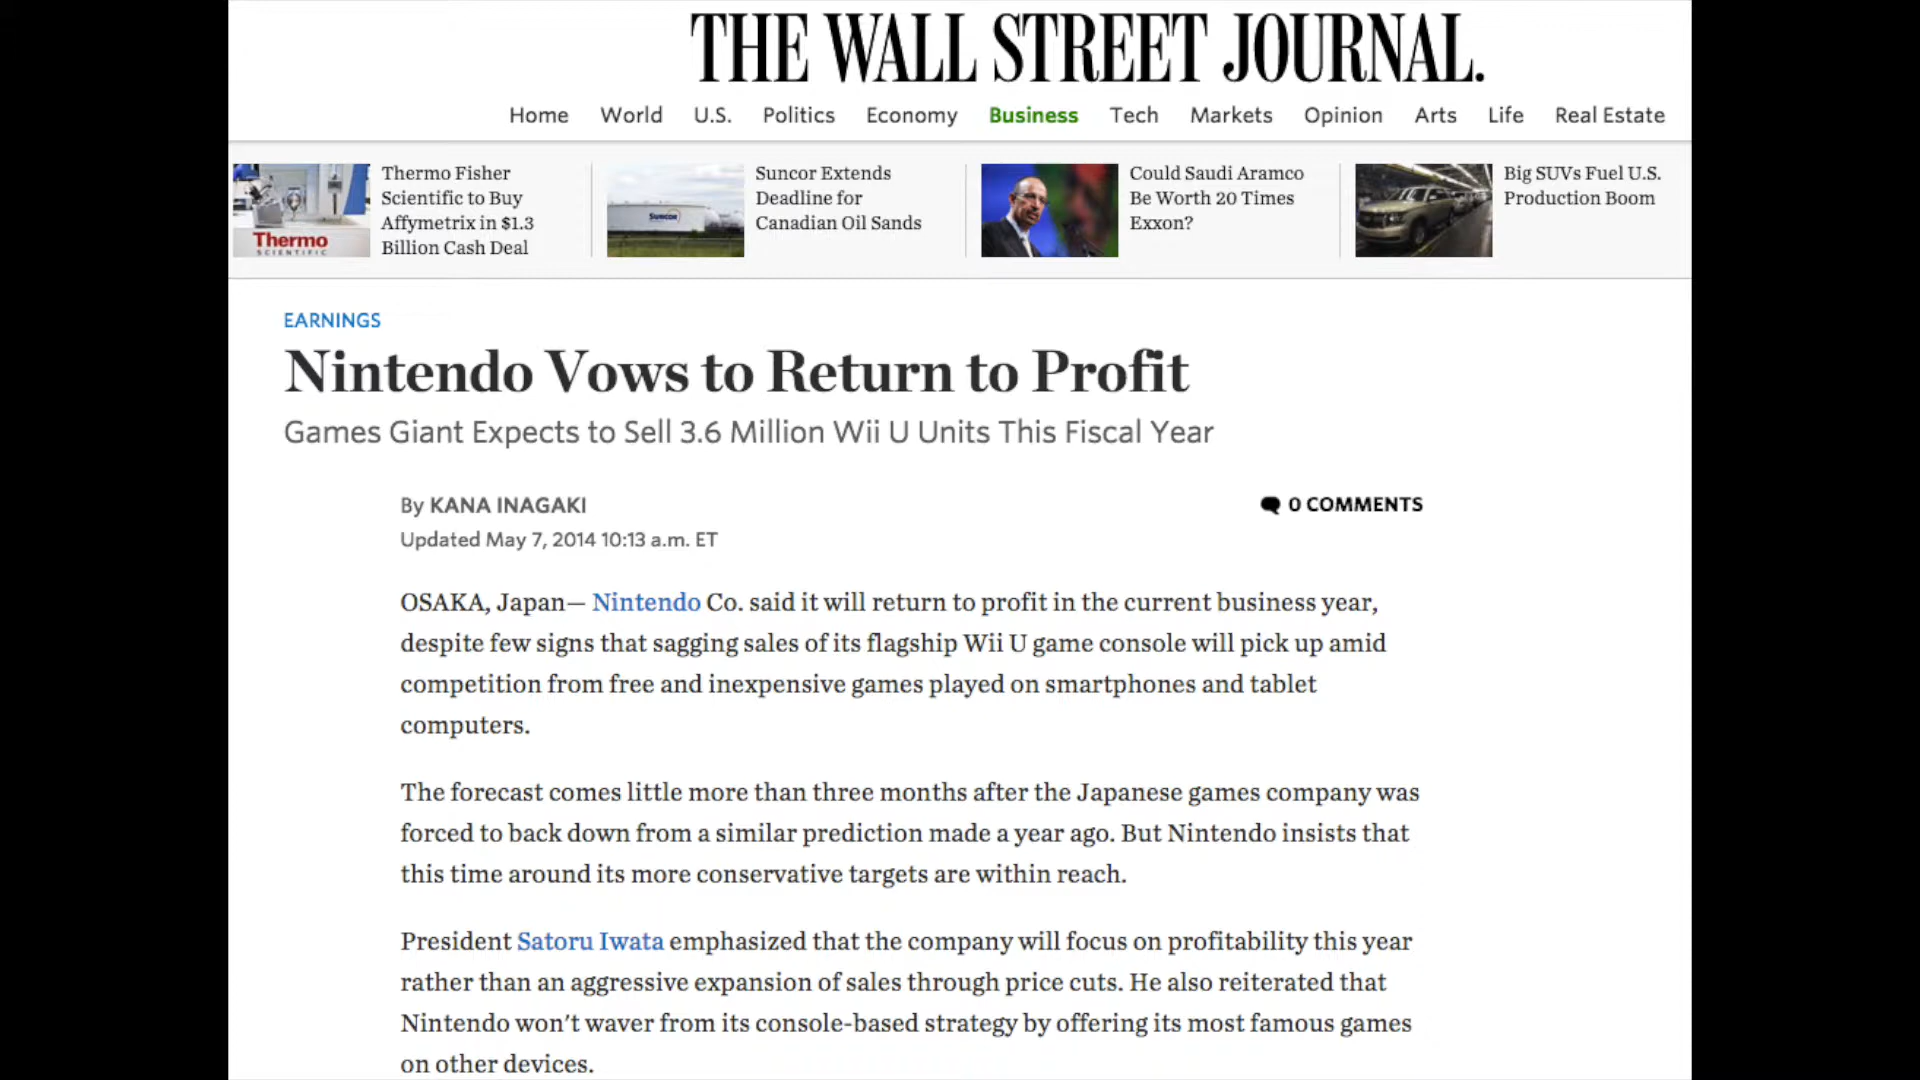 THE WALL STREET JOURNAL.
Home World U.S. Politics Economy Business Tech Markets Opinion Arts Life Real Estate
Thermo
SCIENTIFIC
Thermo Fisher
Scientific to Buy
Affymetrix in $1.3
Billion Cash Deal
SUNCOR
Suncor Extends
Deadline for
Canadian Oil Sands
Could Saudi Aramco
Be Worth 20 Times
Exxon?
Big SUVs Fuel U.S.
Production Boom
EARNINGS
Nintendo Vows to Return to Profit
Games Giant Expects to Sell 3.6 Million Wii U Units This Fiscal Year
By KANA INAGAKI
0 COMMENTS
Updated May 7, 2014 10:13 a.m. ET
OSAKA, Japan— Nintendo Co. said it will return to profit in the current business year,
despite few signs that sagging sales of its flagship Wii U game console will pick up amid
competition from free and inexpensive games played on smartphones and tablet
computers.
The forecast comes little more than three months after the Japanese games company was
forced to back down from a similar prediction made a year ago. But Nintendo insists that
this time around its more conservative targets are within reach.
President Satoru Iwata emphasized that the company will focus on profitability this year
rather than an aggressive expansion of sales through price cuts. He also reiterated that
Nintendo won't waver from its console-based strategy by offering its most famous games
on other devices.